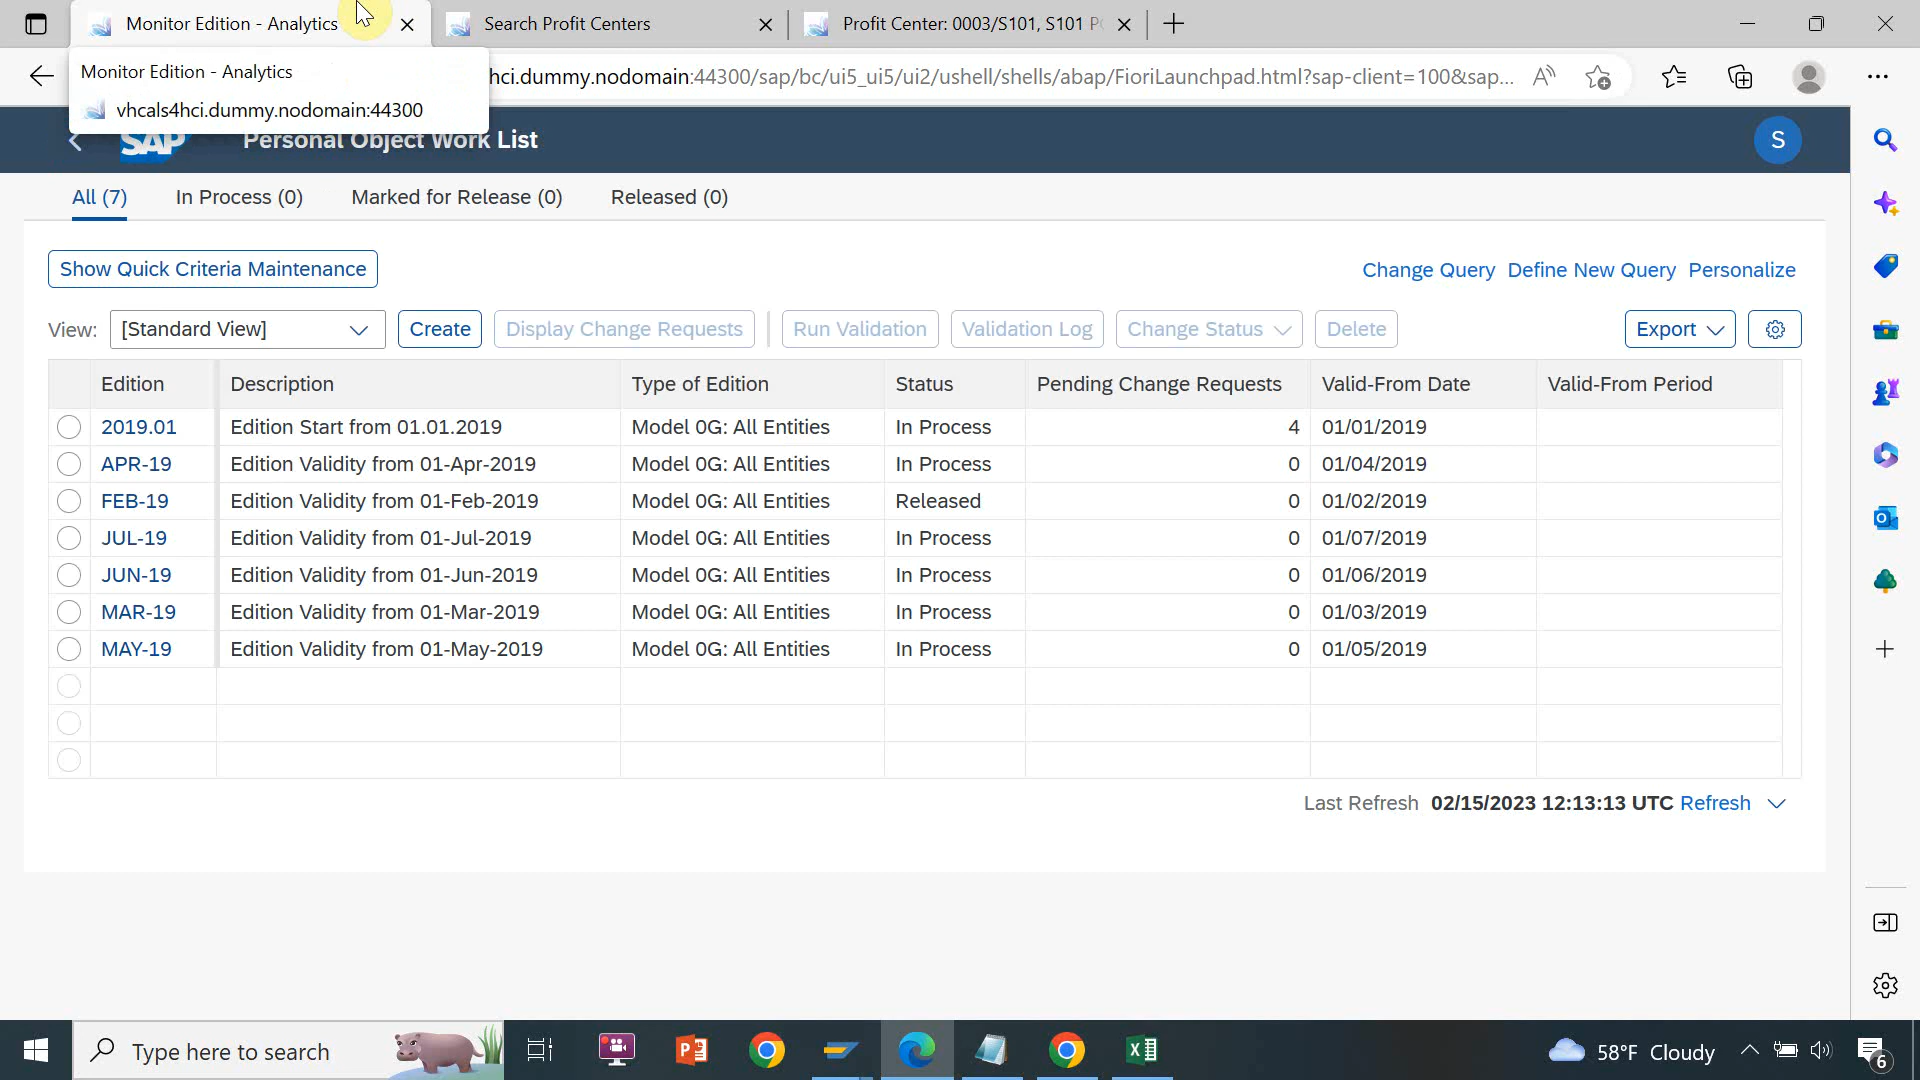 Monitor Edition - Analytics
Search Profit Centers
Profit Center: 0003/S101, S101 P
Monitor Edition - Analytics
vhcals4hci.dummy.nodomain:44300
hci.dummy.nodomain:44300/sap/bc/ui5_ui5/ui2/ushell/shells/abap/FioriLaunchpad.html?sap-client=100&sap...
SAP
Personal Object Work List
S
All (7)
In Process (0)
Marked for Release (0)
Released (0)
Show Quick Criteria Maintenance
Change Query Define New Query Personalize
View: [Standard View] Create Display Change Requests Run Validation Validation Log Change Status Delete Export
Edition Description Type of Edition Status Pending Change Requests Valid-From Date Valid-From Period
2019.01 Edition Start from 01.01.2019 Model 0G: All Entities In Process 4 01/01/2019
APR-19 Edition Validity from 01-Apr-2019 Model 0G: All Entities In Process 0 01/04/2019
FEB-19 Edition Validity from 01-Feb-2019 Model 0G: All Entities Released 0 01/02/2019
JUL-19 Edition Validity from 01-Jul-2019 Model 0G: All Entities In Process 0 01/07/2019
JUN-19 Edition Validity from 01-Jun-2019 Model 0G: All Entities In Process 0 01/06/2019
MAR-19 Edition Validity from 01-Mar-2019 Model 0G: All Entities In Process 0 01/03/2019
MAY-19 Edition Validity from 01-May-2019 Model 0G: All Entities In Process 0 01/05/2019
Last Refresh 02/15/2023 12:13:13 UTC Refresh
Type here to search
58°F Cloudy
6